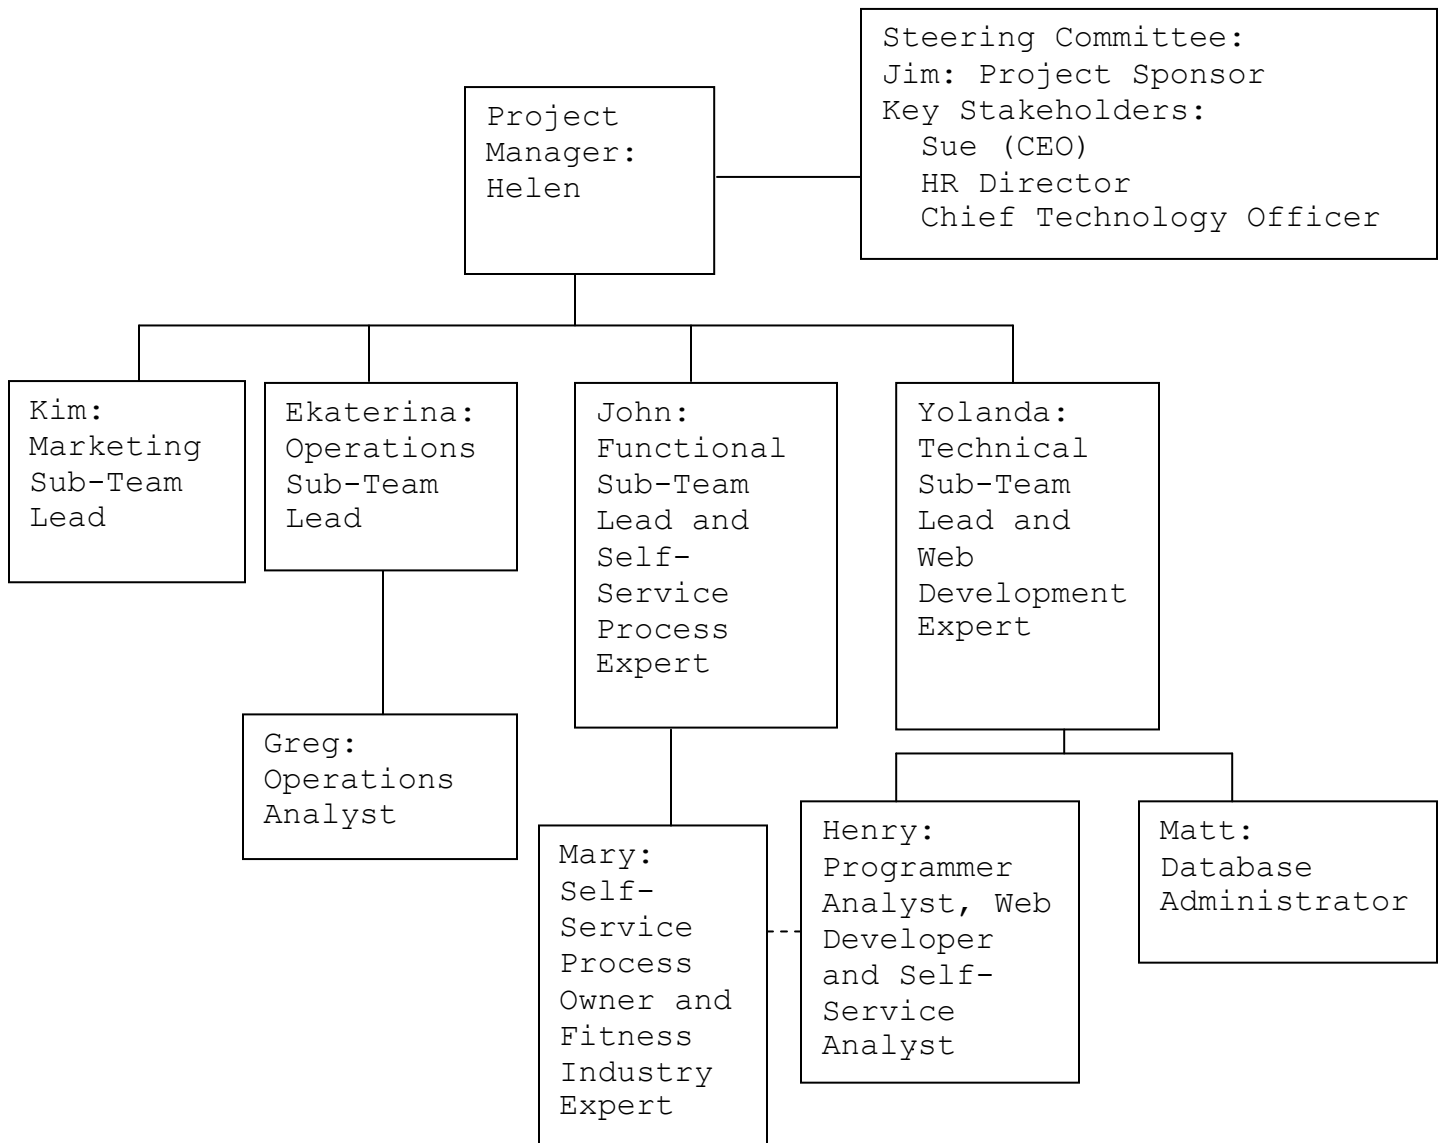 Steering Committee:
Jim: Project Sponsor
Key Stakeholders:
Sue (CEO)
HR Director
Chief Technology Officer
Project
Manager:
Helen
Kim:
Marketing
Sub-Team
Lead
Ekaterina:
Operations
Sub-Team
Lead
John:
Functional
Sub-Team
Lead and
Self-
Service
Process
Expert
Yolanda:
Technical
Sub-Team
Lead and
Web
Development
Expert
Greg:
Operations
Analyst
Mary:
Self-
Service
Process
Owner and
Fitness
Industry
Expert
Henry:
Programmer
Analyst, Web
Developer
and Self-
Service
Analyst
Matt:
Database
Administrator